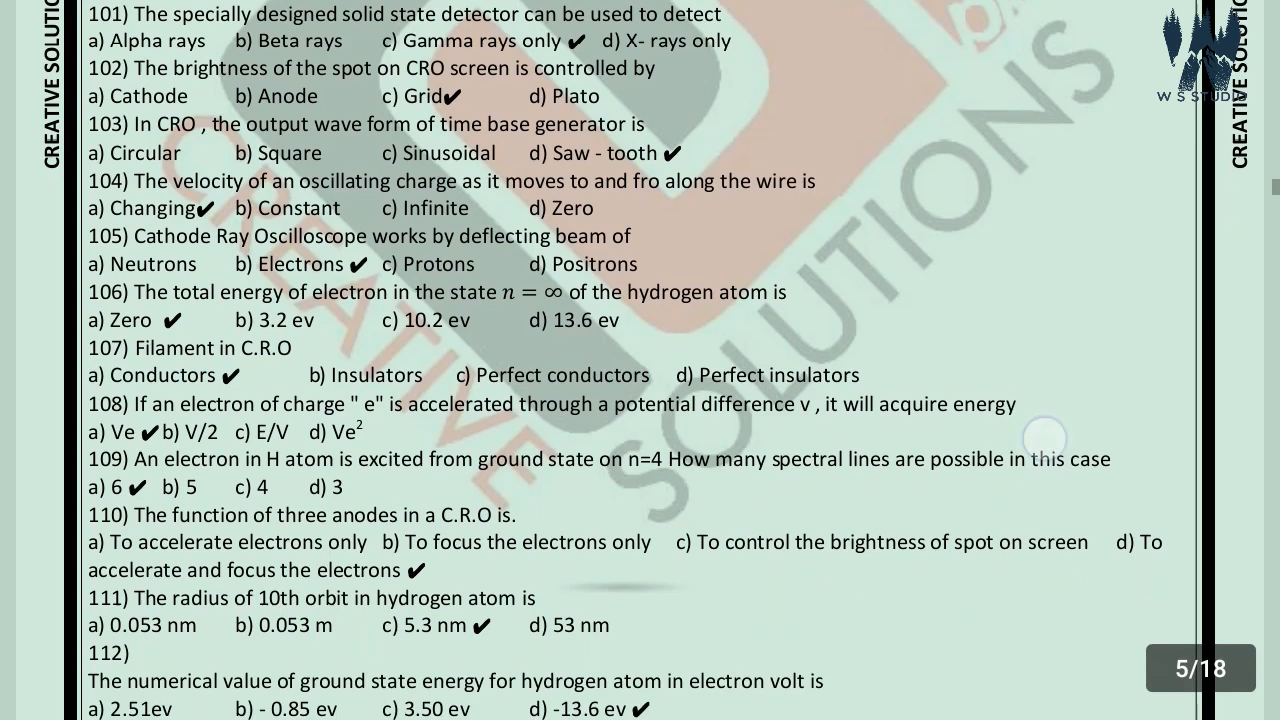 101) The specially designed solid state detector can be used to detect
a) Alpha rays b) Beta rays c) Gamma rays only ✔ d) X- rays only
102) The brightness of the spot on CRO screen is controlled by
a) Cathode b) Anode c) Grid✔ d) Plato
103) In CRO , the output wave form of time base generator is
a) Circular b) Square c) Sinusoidal d) Saw - tooth ✔
104) The velocity of an oscillating charge as it moves to and fro along the wire is
a) Changing✔ b) Constant c) Infinite d) Zero
105) Cathode Ray Oscilloscope works by deflecting beam of
a) Neutrons b) Electrons ✔ c) Protons d) Positrons
106) The total energy of electron in the state n = ∞ of the hydrogen atom is
a) Zero ✔ b) 3.2 ev c) 10.2 ev d) 13.6 ev
107) Filament in C.R.O
a) Conductors ✔ b) Insulators c) Perfect conductors d) Perfect insulators
108) If an electron of charge " e" is accelerated through a potential difference v , it will acquire energy
a) Ve ✔ b) V/2 c) E/V d) Ve²
109) An electron in H atom is excited from ground state on n=4 How many spectral lines are possible in this case
a) 6 ✔ b) 5 c) 4 d) 3
110) The function of three anodes in a C.R.O is.
a) To accelerate electrons only b) To focus the electrons only c) To control the brightness of spot on screen d) To
accelerate and focus the electrons ✔
111) The radius of 10th orbit in hydrogen atom is
a) 0.053 nm b) 0.053 m c) 5.3 nm ✔ d) 53 nm
112)
The numerical value of ground state energy for hydrogen atom in electron volt is
a) 2.51ev b) - 0.85 ev c) 3.50 ev d) -13.6 ev ✔
CREATIVE SOLUTIO
CREATIVE SOLUTIO
CREATIVE
SOLUTIONS
W S STUDIO
5/18